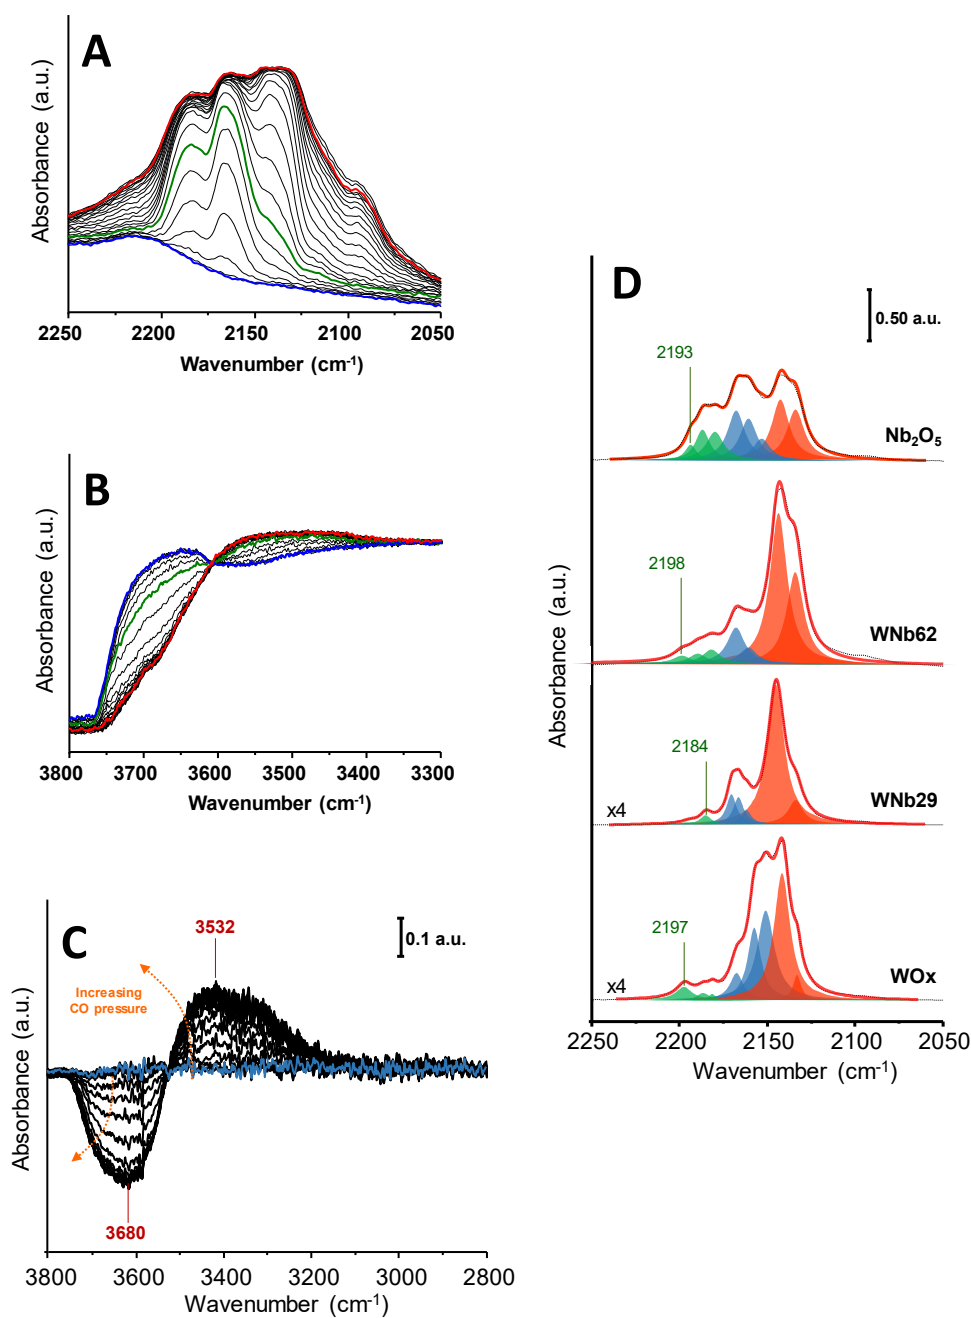 A
Absorbance (a.u.)
2250 2200 2150 2100 2050
Wavenumber (cm-1)
B
Absorbance (a.u.)
3800 3700 3600 3500 3400 3300
Wavenumber (cm-1)
C
3532
0.1 a.u.
Increasing
CO pressure
Absorbance (a.u.)
3680
3800 3600 3400 3200 3000 2800
Wavenumber (cm-1)
D
0.50 a.u.
2193
Nb2O5
2198
WNb62
Absorbance (a.u.)
2184
x4
WNb29
2197
x4
WOx
2250 2200 2150 2100 2050
Wavenumber (cm-1)